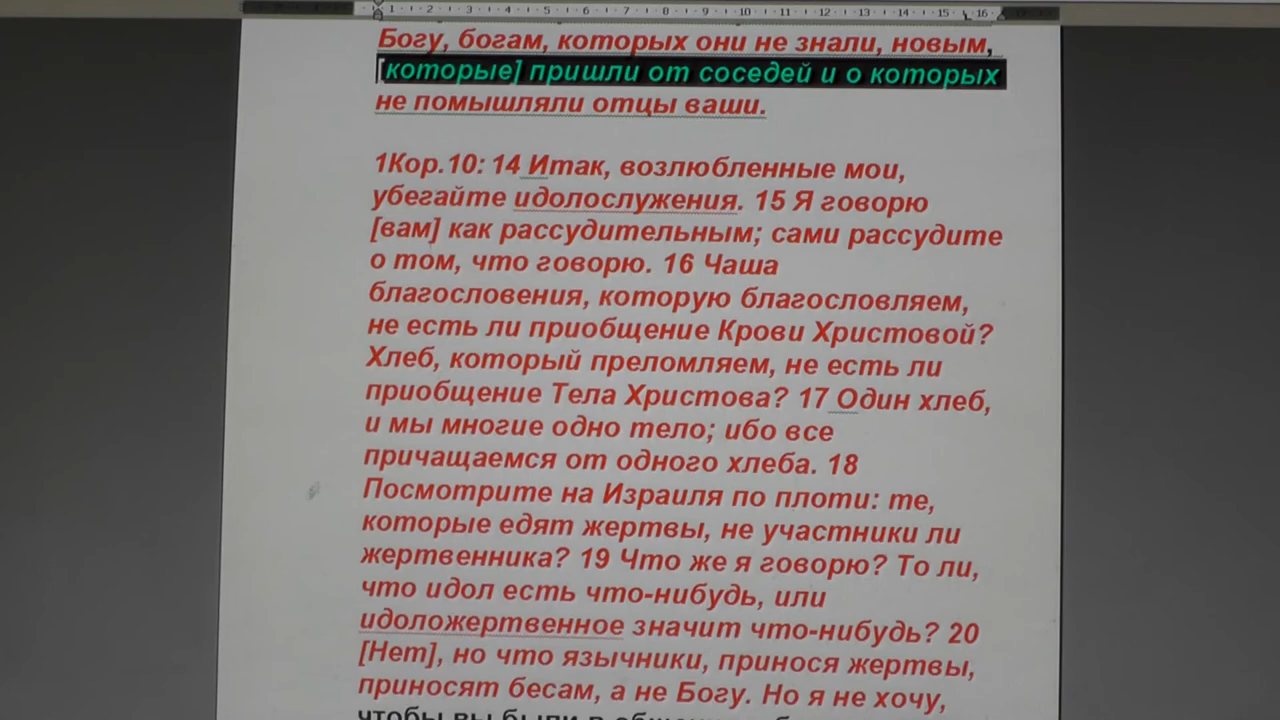 Богу, богам, которых они не знали, новым,
[которые] пришли от соседей и о которых
не помышляли отцы ваши.
1Кор.10: 14 Итак, возлюбленные мои,
убегайте идолослужения. 15 Я говорю
[вам] как рассудительным; сами рассудите
о том, что говорю. 16 Чаша
благословения, которую благословляем,
не есть ли приобщение Крови Христовой?
Хлеб, который преломляем, не есть ли
приобщение Тела Христова? 17 Один хлеб,
и мы многие одно тело; ибо все
причащаемся от одного хлеба. 18
Посмотрите на Израиля по плоти: те,
которые едят жертвы, не участники ли
жертвенника? 19 Что же я говорю? То ли,
что идол есть что-нибудь, или
идоложертвенное значит что-нибудь? 20
[Нет], но что язычники, принося жертвы,
приносят бесам, а не Богу. Но я не хочу,
чтобы вы были в